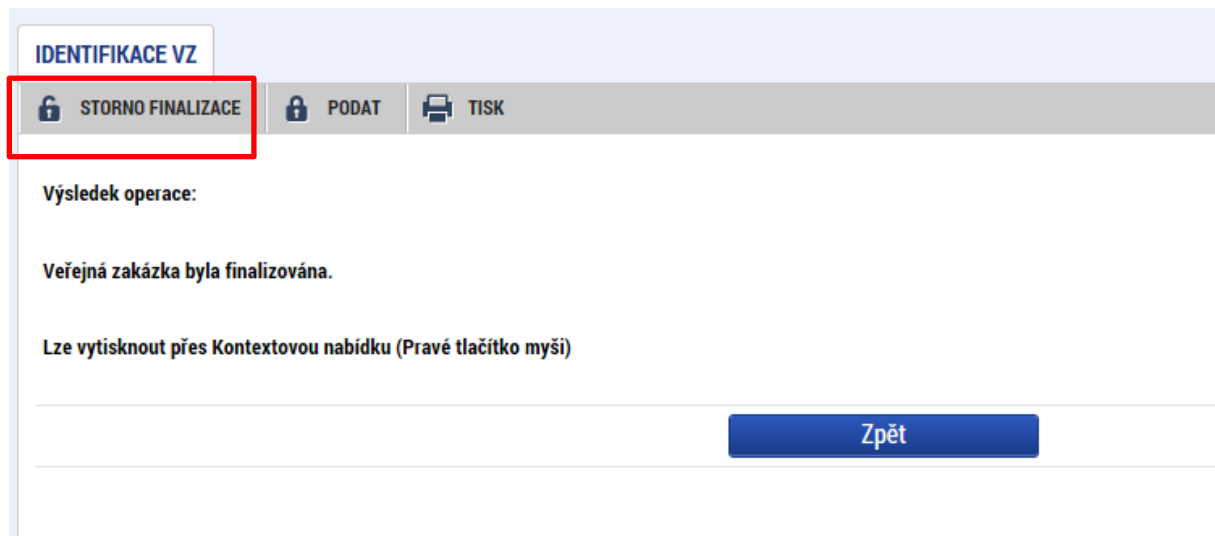 IDENTIFIKACE VZ
STORNO FINALIZACE PODAT TISK
Výsledek operace:
Veřejná zakázka byla finalizována.
Lze vytisknout přes Kontextovou nabídku (Pravé tlačítko myši)
Zpět